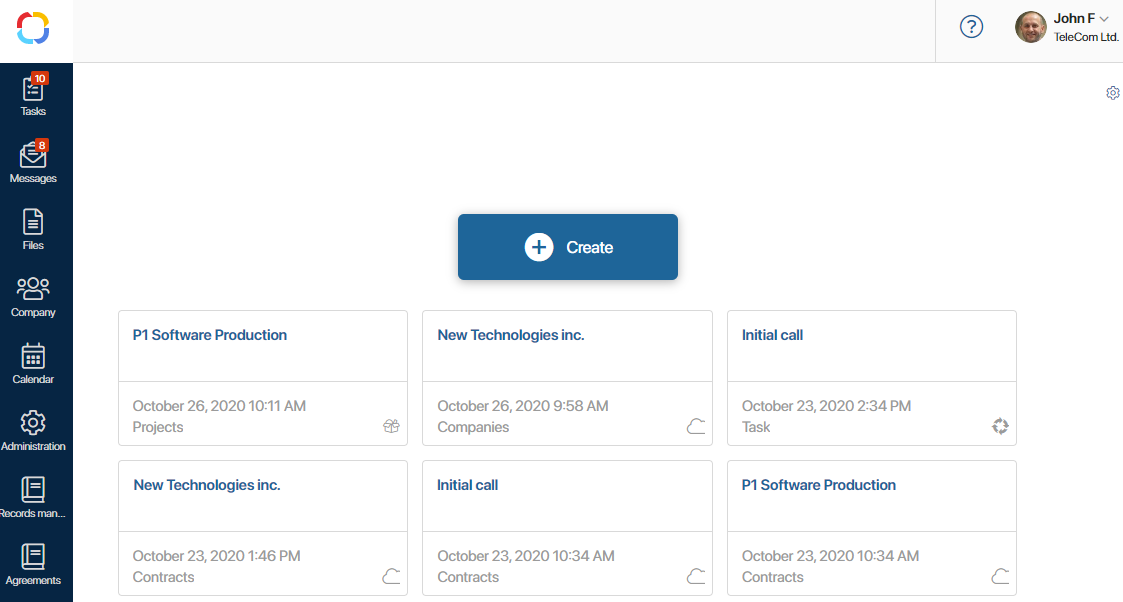 ?
John F
TeleCom Ltd.
10
Tasks
8
Messages
Files
Company
Calendar
Administration
Records man...
Agreements
Create
P1 Software Production
October 26, 2020 10:11 AM
Projects
New Technologies inc.
October 26, 2020 9:58 AM
Companies
Initial call
October 23, 2020 2:34 PM
Task
New Technologies inc.
October 23, 2020 1:46 PM
Contracts
Initial call
October 23, 2020 10:34 AM
Contracts
P1 Software Production
October 23, 2020 10:34 AM
Contracts